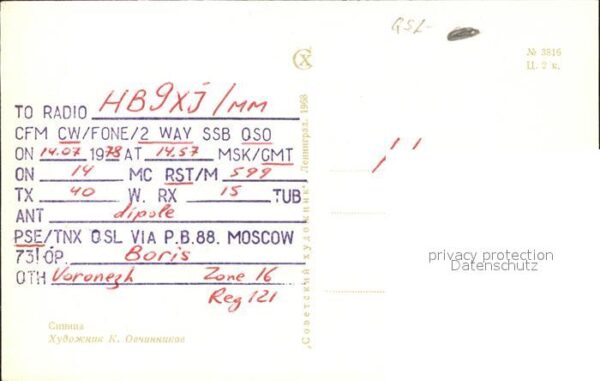 QSL-
№ 3816
Ц. 2 к.
TO RADIO HB9XJ/MM
CFM CW/FONE/2 WAY SSB QSO
ON 14.07 1978 AT 14.57 MSK/GMT
ON 14 MC RST/M 599
TX 40 W. RX 15 TUB
ANT dipole
PSE/TNX QSL VIA P.B.88. MOSCOW
73! OP. Boris
QTH Voronezh Zone 16
Reg 121
Синица
Художник К. Овчинников
„Советский художник" Ленинград. 1968
privacy protection
Datenschutz